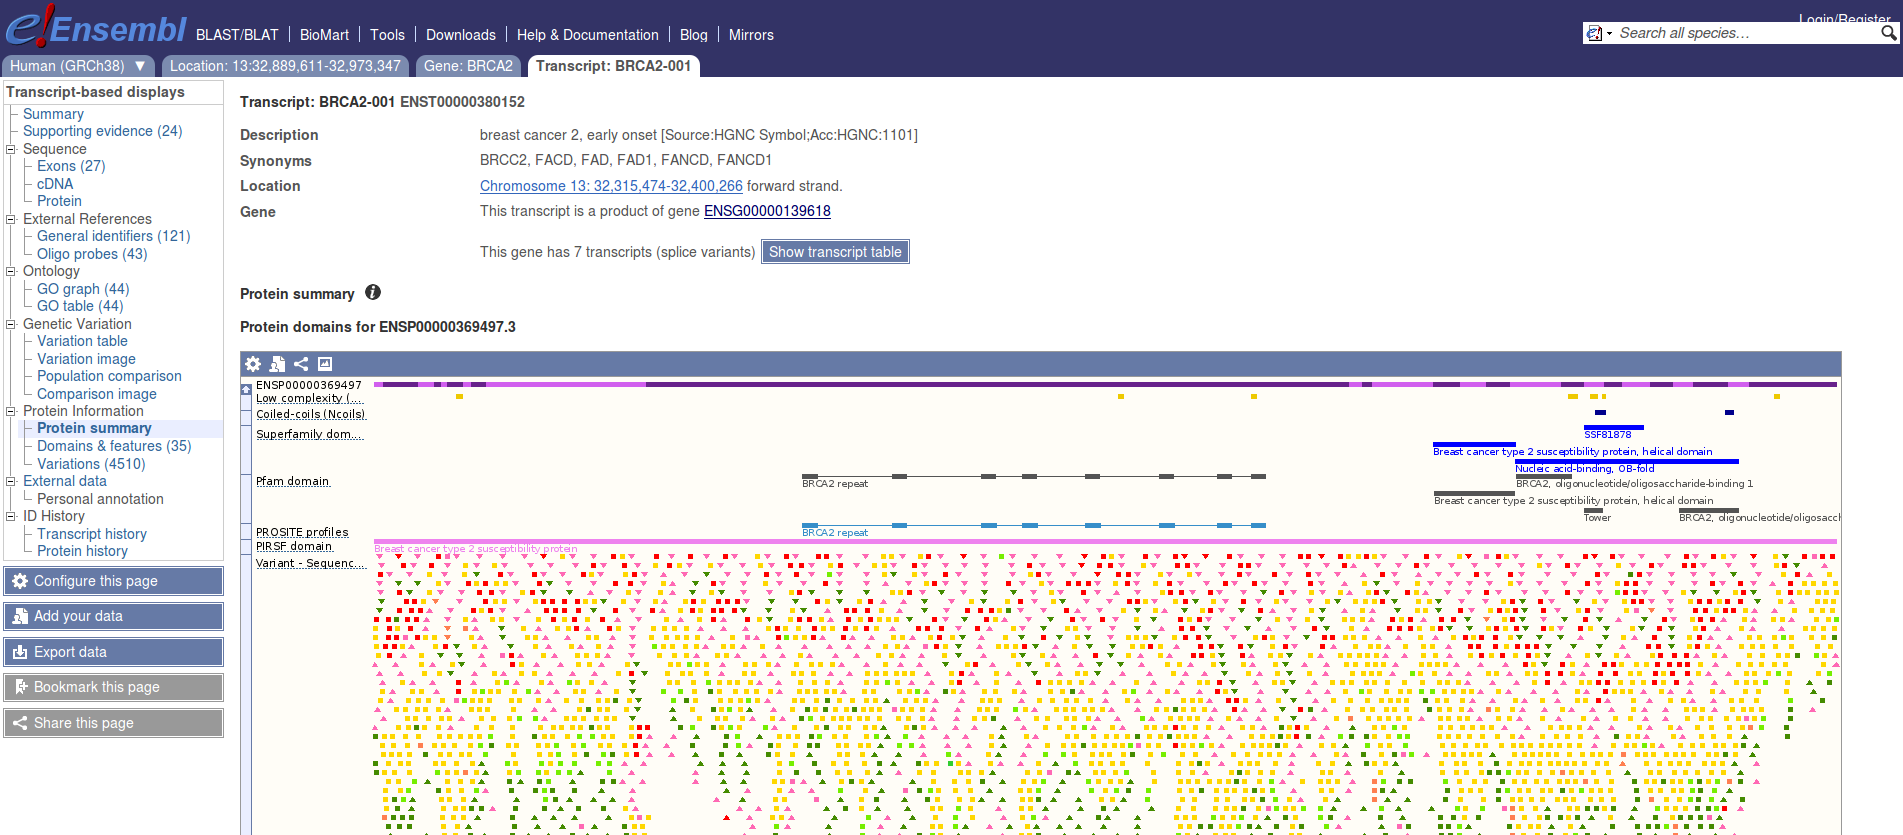 Login/Register
e!Ensembl BLAST/BLAT BioMart Tools Downloads Help & Documentation Blog Mirrors
e! Search all species...
Human (GRCh38) ▼ Location: 13:32,889,611-32,973,347 Gene: BRCA2 Transcript: BRCA2-001
Transcript-based displays
Summary
Supporting evidence (24)
Sequence
Exons (27)
cDNA
Protein
External References
General identifiers (121)
Oligo probes (43)
Ontology
GO graph (44)
GO table (44)
Genetic Variation
Variation table
Variation image
Population comparison
Comparison image
Protein Information
Protein summary
Domains & features (35)
Variations (4510)
External data
Personal annotation
ID History
Transcript history
Protein history
Configure this page
Add your data
Export data
Bookmark this page
Share this page
Transcript: BRCA2-001 ENST00000380152
Description breast cancer 2, early onset [Source:HGNC Symbol;Acc:HGNC:1101]
Synonyms BRCC2, FACD, FAD, FAD1, FANCD, FANCD1
Location Chromosome 13: 32,315,474-32,400,266 forward strand.
Gene This transcript is a product of gene ENSG00000139618
This gene has 7 transcripts (splice variants) Show transcript table
Protein summary i
Protein domains for ENSP00000369497.3
ENSP00000369497
Low complexity (...
Coiled-coils (Ncoils)
Superfamily dom...
SSF81878
Breast cancer type 2 susceptibility protein, helical domain
Nucleic acid-binding, OB-fold
Pfam domain
BRCA2 repeat
BRCA2, oligonucleotide/oligosaccharide-binding 1
Breast cancer type 2 susceptibility protein, helical domain
Tower
BRCA2, oligonucleotide/oligosacch
PROSITE profiles
BRCA2 repeat
PIRSF domain
Breast cancer type 2 susceptibility protein
Variant - Sequenc...